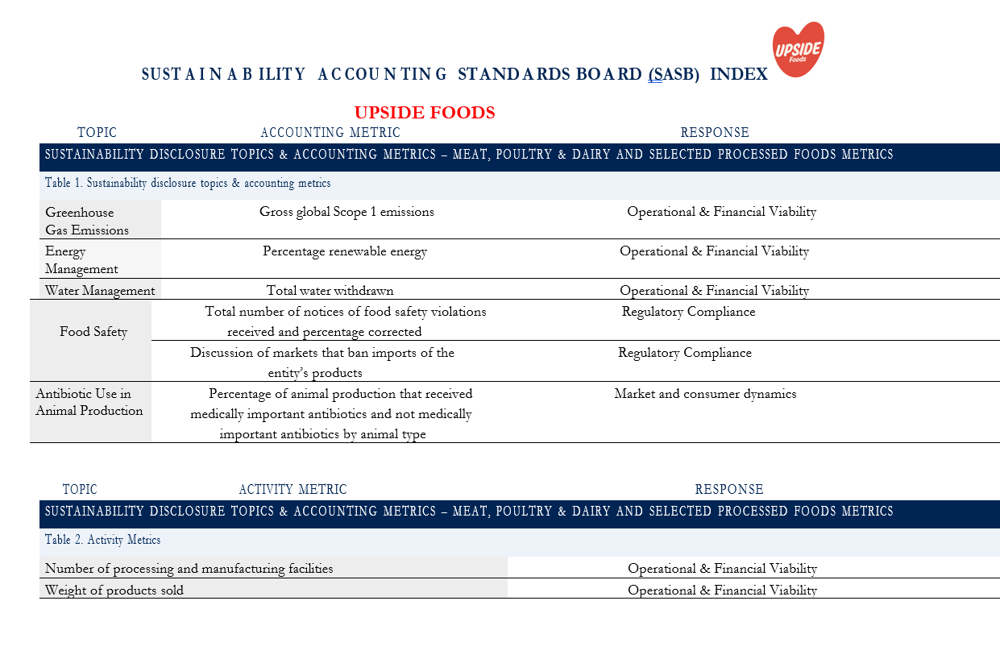 UPSIDE
Foods
SUSTAINABILITY ACCOUNTING STANDARDS BOARD (SASB) INDEX
UPSIDE FOODS
TOPIC ACCOUNTING METRIC RESPONSE
SUSTAINABILITY DISCLOSURE TOPICS & ACCOUNTING METRICS – MEAT, POULTRY & DAIRY AND SELECTED PROCESSED FOODS METRICS
Table 1. Sustainability disclosure topics & accounting metrics
Greenhouse Gross global Scope 1 emissions Operational & Financial Viability
Gas Emissions
Energy Percentage renewable energy Operational & Financial Viability
Management
Water Management Total water withdrawn Operational & Financial Viability
Total number of notices of food safety violations Regulatory Compliance
Food Safety received and percentage corrected
Discussion of markets that ban imports of the Regulatory Compliance
entity’s products
Antibiotic Use in Percentage of animal production that received Market and consumer dynamics
Animal Production medically important antibiotics and not medically
important antibiotics by animal type
TOPIC ACTIVITY METRIC RESPONSE
SUSTAINABILITY DISCLOSURE TOPICS & ACCOUNTING METRICS – MEAT, POULTRY & DAIRY AND SELECTED PROCESSED FOODS METRICS
Table 2. Activity Metrics
Number of processing and manufacturing facilities Operational & Financial Viability
Weight of products sold Operational & Financial Viability